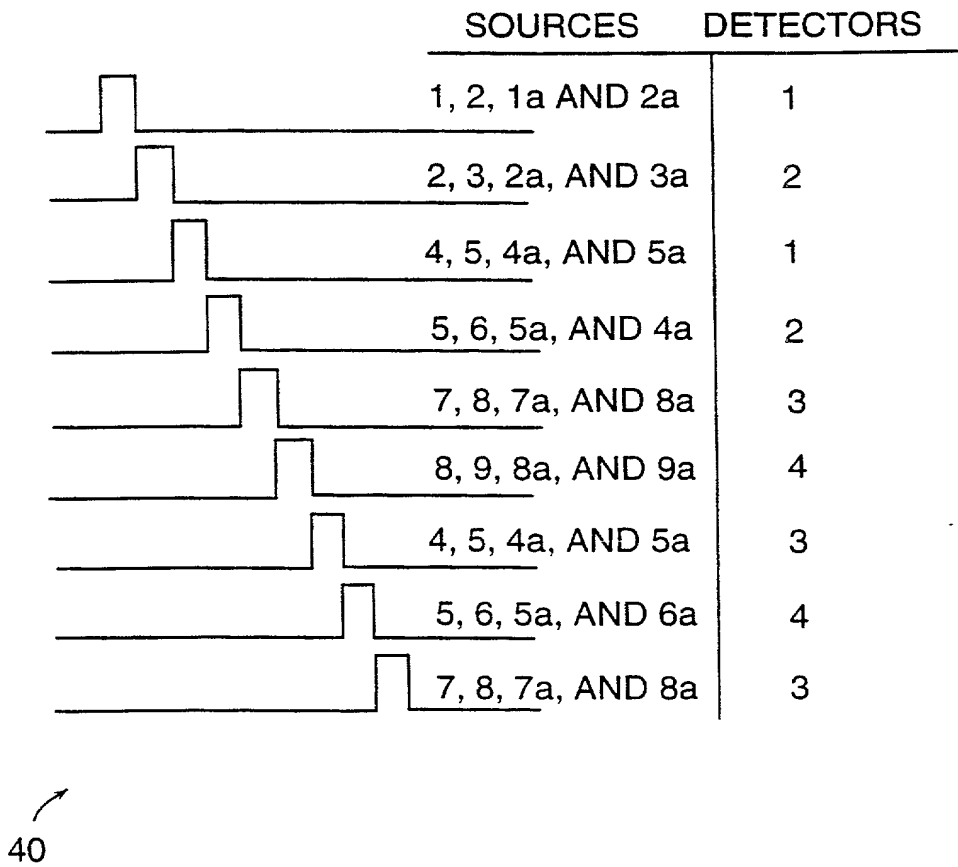 SOURCES DETECTORS
1, 2, 1a AND 2a 1
2, 3, 2a, AND 3a 2
4, 5, 4a, AND 5a 1
5, 6, 5a, AND 4a 2
7, 8, 7a, AND 8a 3
8, 9, 8a, AND 9a 4
4, 5, 4a, AND 5a 3
5, 6, 5a, AND 6a 4
7, 8, 7a, AND 8a 3
40